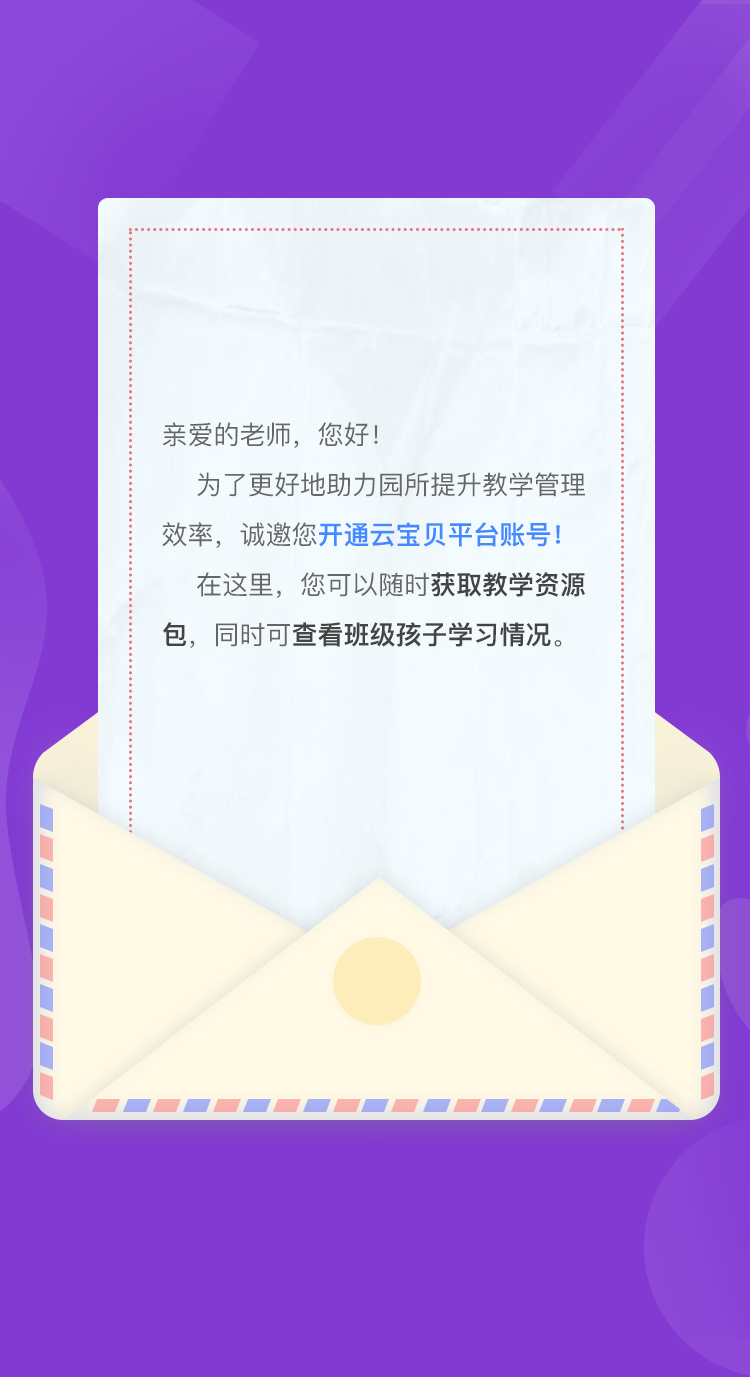 亲爱的老师，您好！
为了更好地助力园所提升教学管理
效率，诚邀您开通云宝贝平台账号！
在这里，您可以随时获取教学资源
包，同时可查看班级孩子学习情况。